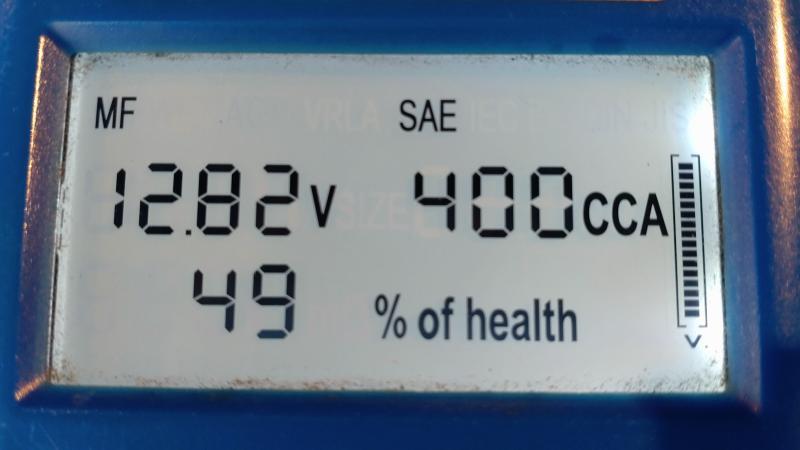 MF SAE
12.82 V 400 CCA
49 % of health